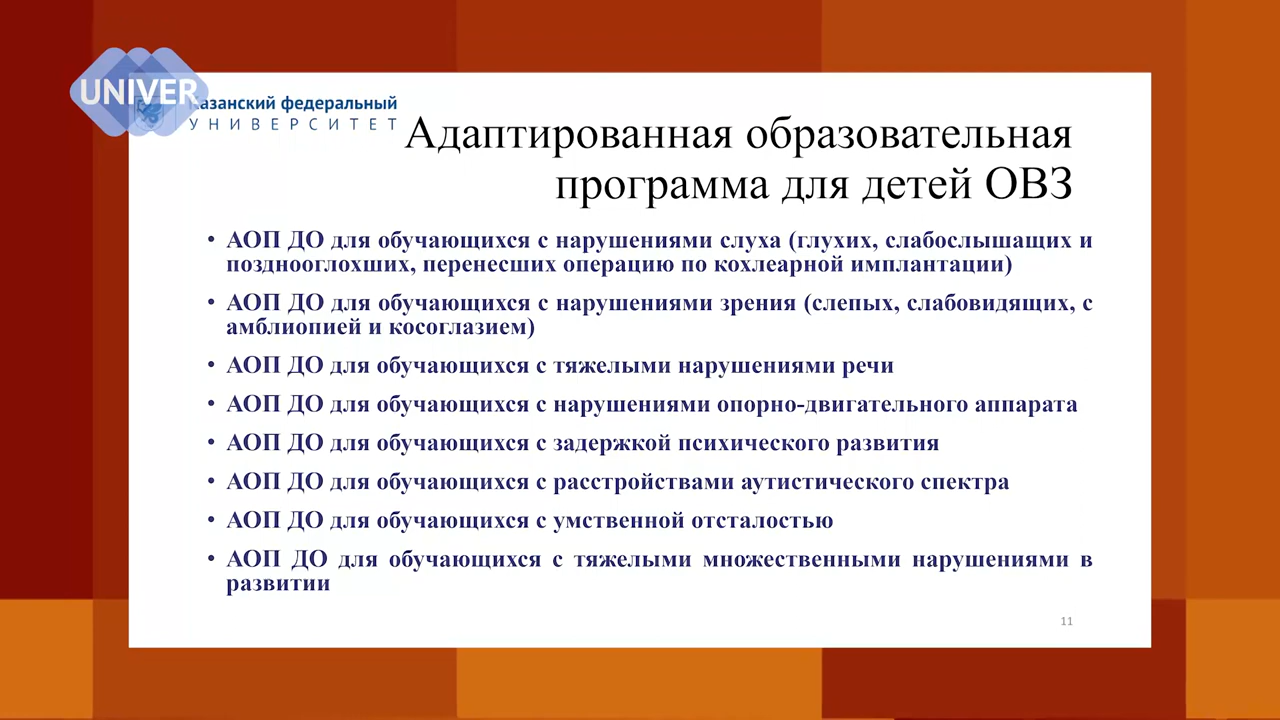 UNIVER
Казанский федеральный
УНИВЕРСИТЕТ
Адаптированная образовательная
программа для детей ОВЗ
• АОП ДО для обучающихся с нарушениями слуха (глухих, слабослышащих и
позднооглохших, перенесших операцию по кохлеарной имплантации)
• АОП ДО для обучающихся с нарушениями зрения (слепых, слабовидящих, с
амблиопией и косоглазием)
• АОП ДО для обучающихся с тяжелыми нарушениями речи
• АОП ДО для обучающихся с нарушениями опорно-двигательного аппарата
• АОП ДО для обучающихся с задержкой психического развития
• АОП ДО для обучающихся с расстройствами аутистического спектра
• АОП ДО для обучающихся с умственной отсталостью
• АОП ДО для обучающихся с тяжелыми множественными нарушениями в
развитии
11